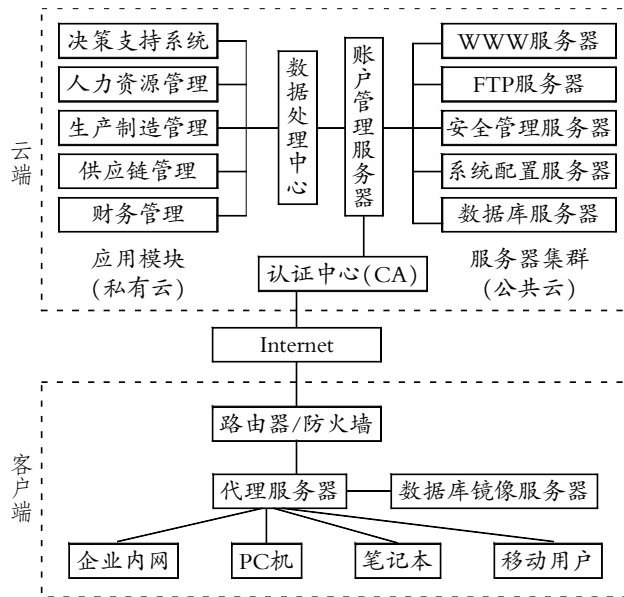 云端
决策支持系统
人力资源管理
生产制造管理
供应链管理
财务管理
应用模块
(私有云)
数据处理中心
账户管理服务器
WWW服务器
FTP服务器
安全管理服务器
系统配置服务器
数据库服务器
服务器集群
(公共云)
认证中心(CA)
Internet
客户端
路由器/防火墙
代理服务器
数据库镜像服务器
企业内网
PC机
笔记本
移动用户